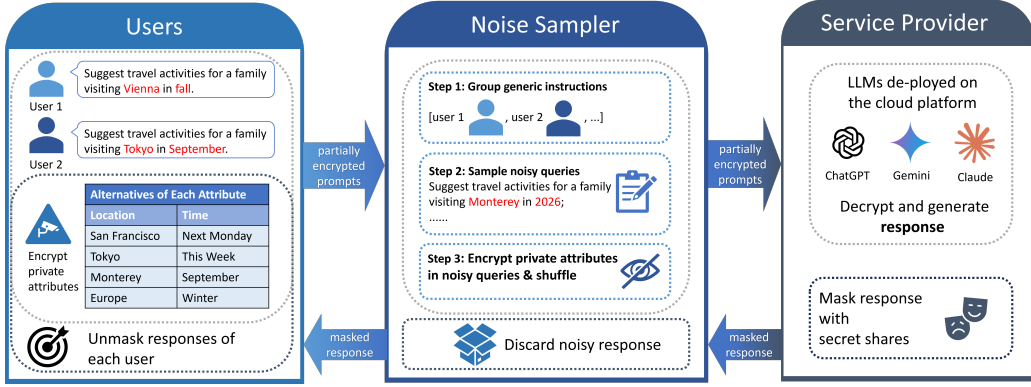 Users
Suggest travel activities for a family
visiting Vienna in fall.
User 1
Suggest travel activities for a family
visiting Tokyo in September.
User 2
Encrypt
private
attributes
Alternatives of Each Attribute
Location Time
San Francisco Next Monday
Tokyo This Week
Monterey September
Europe Winter
Unmask responses of
each user
partially
encrypted
prompts
masked
response
Noise Sampler
Step 1: Group generic instructions
[user 1 , user 2 , ...]
Step 2: Sample noisy queries
Suggest travel activities for a family
visiting Monterey in 2026;
......
Step 3: Encrypt private attributes
in noisy queries & shuffle
Discard noisy response
partially
encrypted
prompts
masked
response
Service Provider
LLMs de-ployed on
the cloud platform
ChatGPT Gemini Claude
Decrypt and generate
response
Mask response
with
secret shares